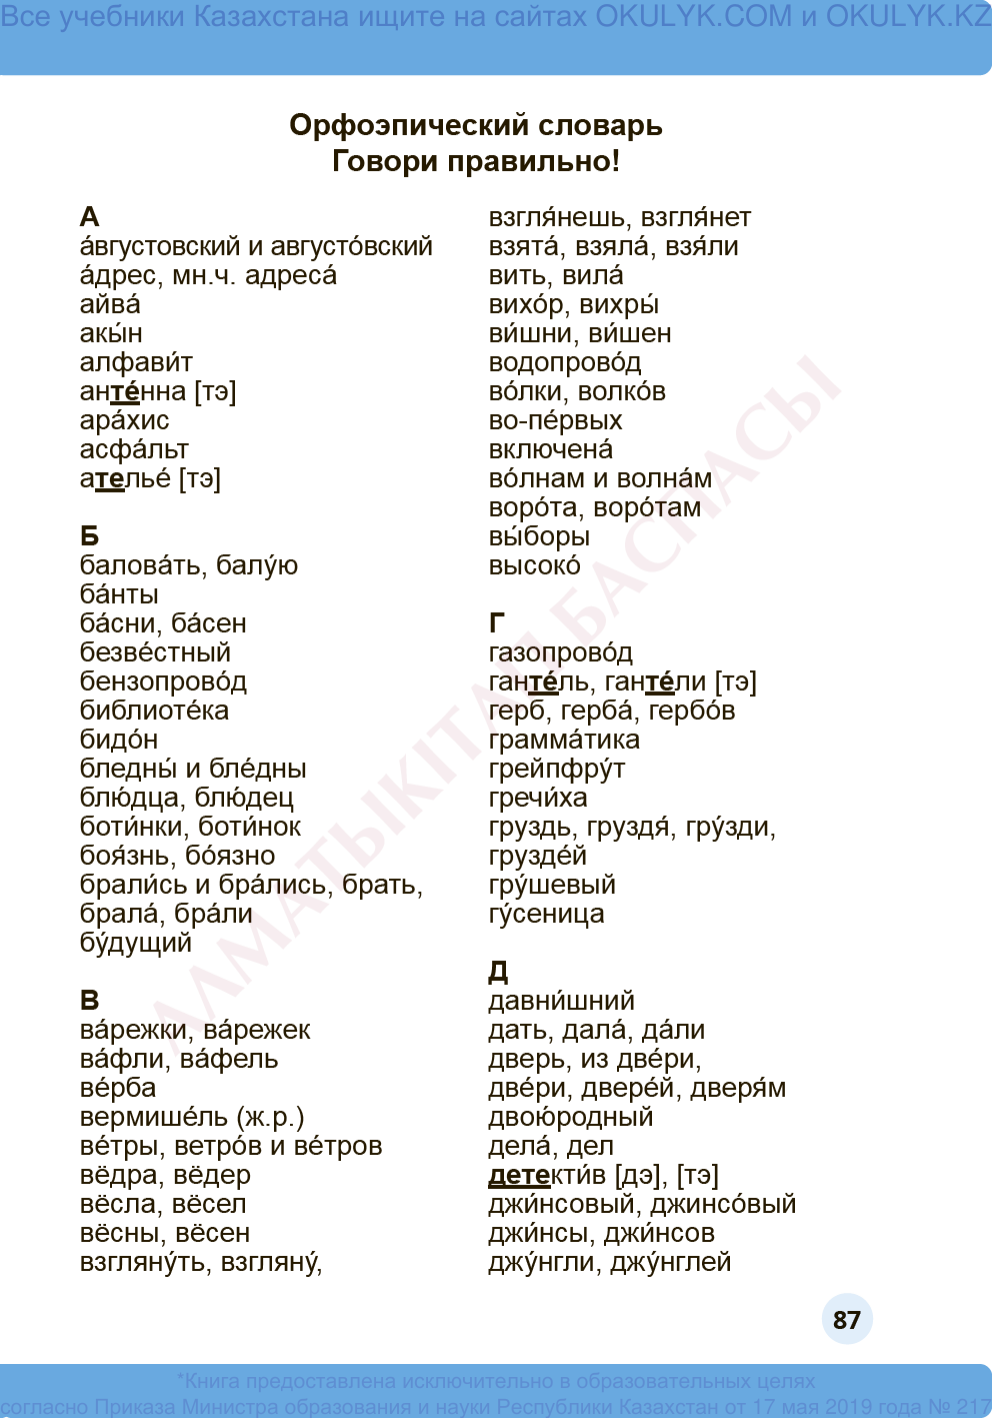 Все учебники Казахстана ищите на сайтах OKULYK.COM и OKULYK.KZ
Орфоэпический словарь
Говори правильно!
А
а́вгустовский и августо́вский
а́дрес, мн.ч. адреса́
айва́
акы́н
алфави́т
анте́нна [тэ]
ара́хис
асфа́льт
ателье́ [тэ]
Б
балова́ть, балу́ю
ба́нты
ба́сни, ба́сен
безве́стный
бензопрово́д
библиоте́ка
бидо́н
бледны́ и бле́дны
блю́дца, блю́дец
боти́нки, боти́нок
боя́знь, бо́язно
брали́сь и бра́лись, брать,
брала́, бра́ли
бу́дущий
В
ва́режки, ва́режек
ва́фли, ва́фель
ве́рба
вермише́ль (ж.р.)
ве́тры, ветро́в и ве́тров
вёдра, вёдер
вёсла, вёсел
вёсны, вёсен
взгляну́ть, взгляну́,
взгля́нешь, взгля́нет
взята́, взяла́, взя́ли
вить, вила́
вихо́р, вихры́
ви́шни, ви́шен
водопрово́д
во́лки, волко́в
во-пе́рвых
включена́
во́лнам и волна́м
воро́та, воро́там
вы́боры
высоко́
Г
газопрово́д
ганте́ль, ганте́ли [тэ]
герб, герба́, гербо́в
грамма́тика
грейпфру́т
гречи́ха
груздь, груздя́, гру́зди,
грузде́й
гру́шевый
гу́сеница
Д
давни́шний
дать, дала́, да́ли
дверь, из две́ри,
две́ри, двере́й, дверя́м
двою́родный
дела́, дел
детекти́в [дэ], [тэ]
джи́нсовый, джинсо́вый
джи́нсы, джи́нсов
джу́нгли, джу́нглей
АЛМАТЫКІТАП БАСПАСЫ
87
*Книга предоставлена исключительно в образовательных целях
согласно Приказа Министра образования и науки Республики Казахстан от 17 мая 2019 года № 217